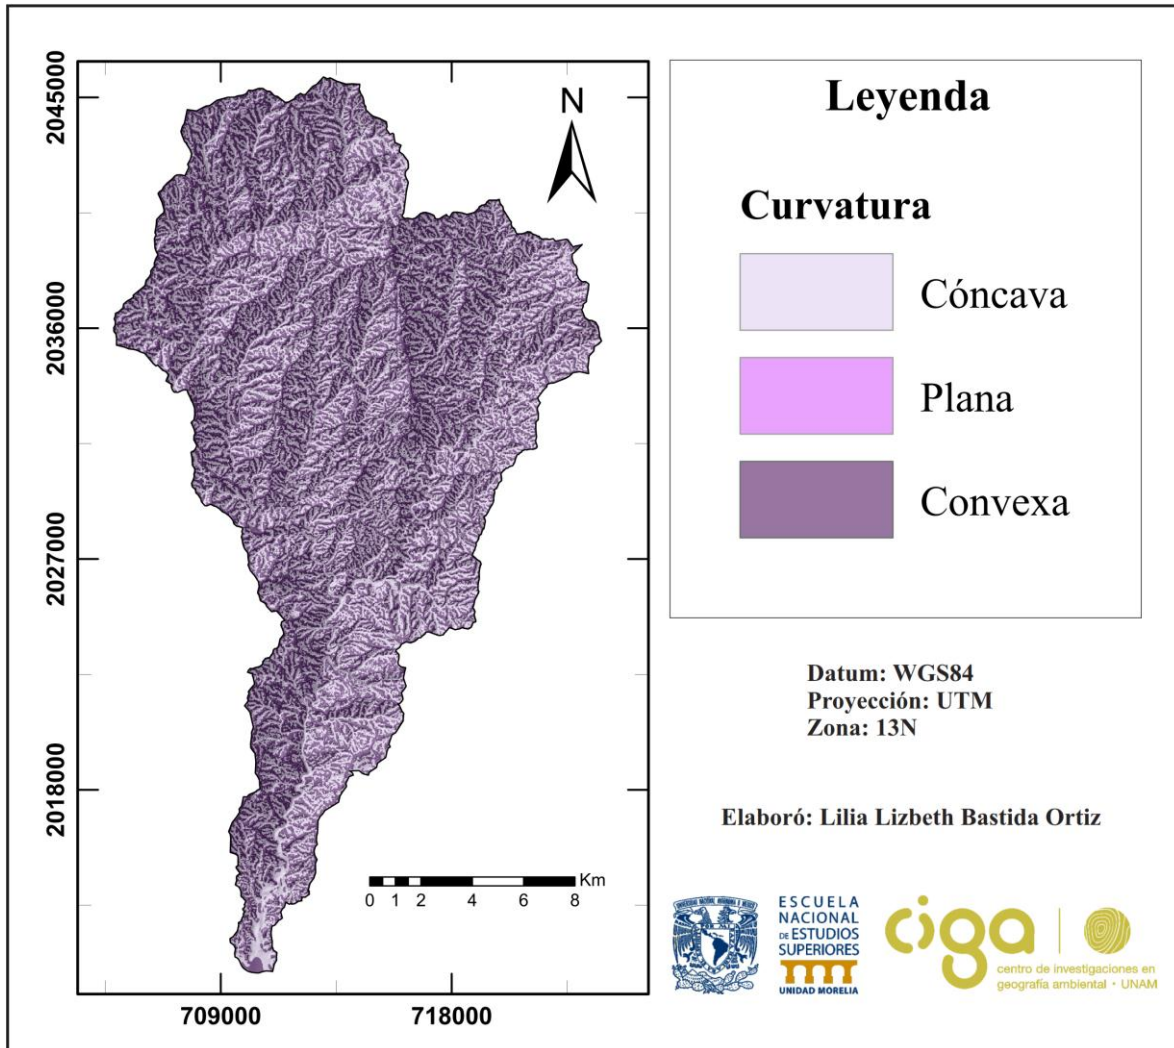 2045000
2036000
2027000
2018000
709000
718000
N
Km
0 1 2 4 6 8
Leyenda
Curvatura
Cóncava
Plana
Convexa
Datum: WGS84
Proyección: UTM
Zona: 13N
Elaboró: Lilia Lizbeth Bastida Ortiz
ESCUELA
NACIONAL
DE ESTUDIOS
SUPERIORES
UNIDAD MORELIA
ciga
centro de investigaciones en
geografía ambiental · UNAM